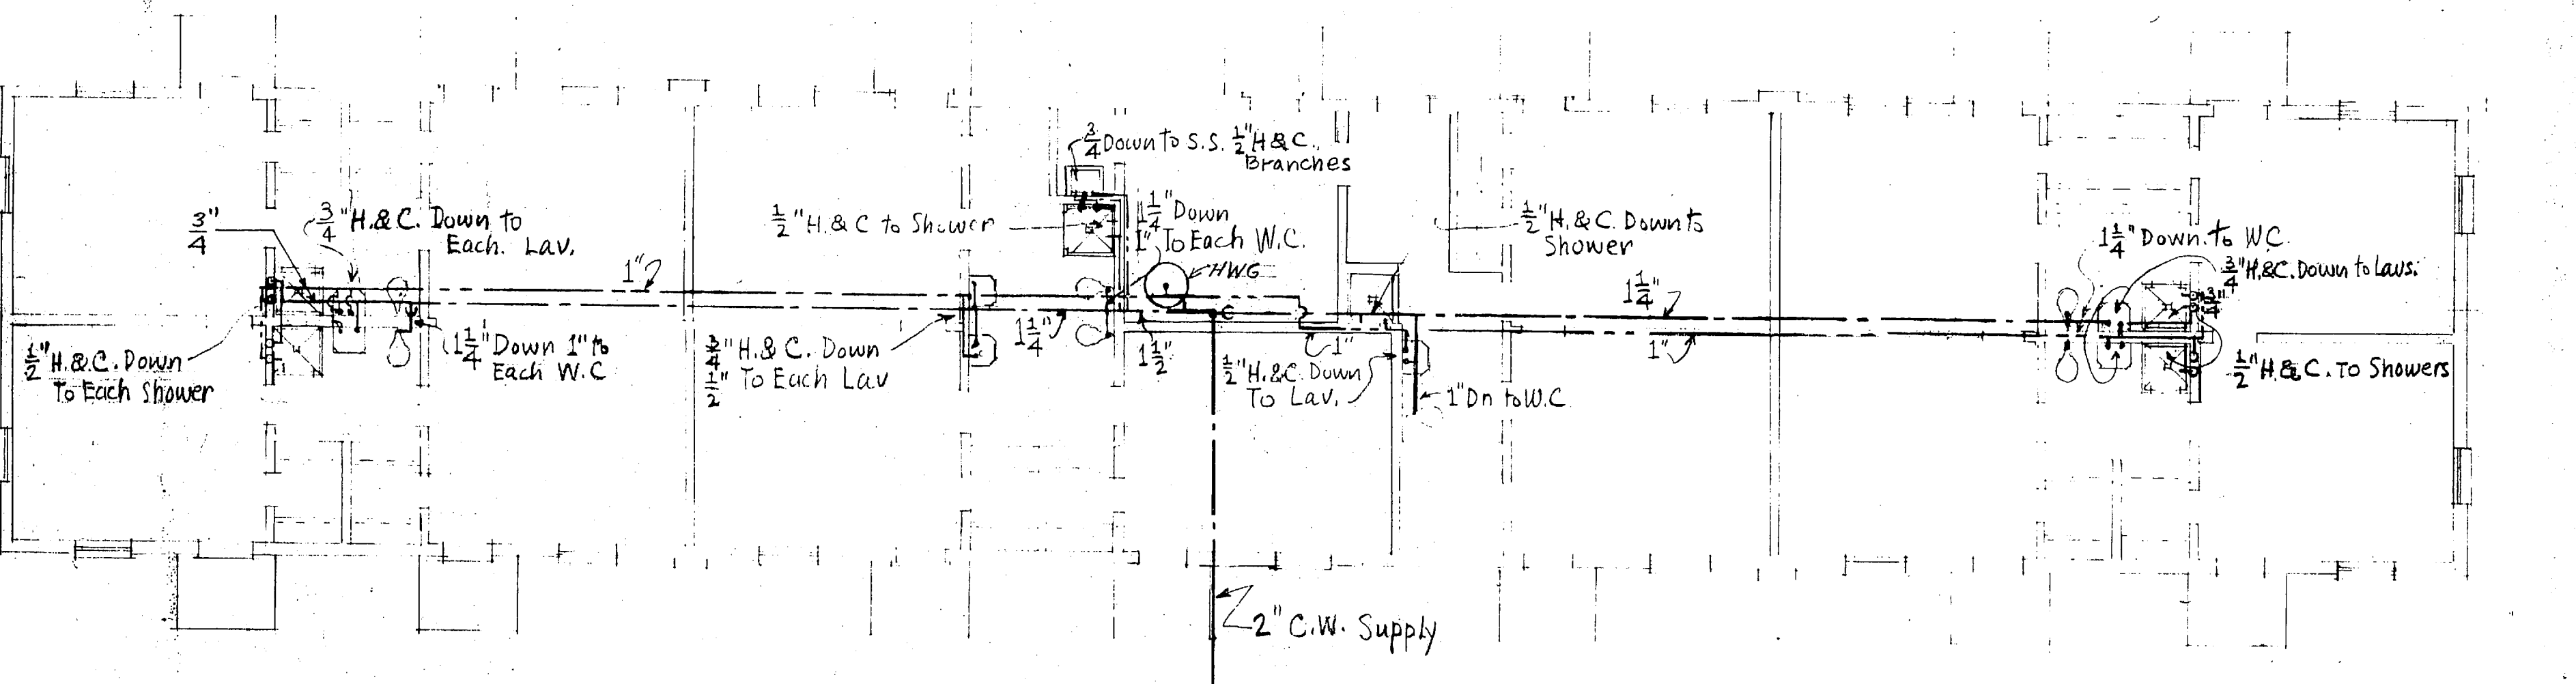 3/4 Down to S.S. 1/2" H&C.
Branches
3/4"
3/4" H.&C. Down to
Each. Lav.
1/2" H&C to Shower
1 1/4" Down
1" To Each W.C.
HWG
1/2" H.&C. Down to
Shower
1 1/4" Down. to W.C.
3/4" H.&C. Down to Lavs.
3/4"
1"
1 1/4"
1/2" H.&C. Down
To Each Shower
1 1/4" Down 1" to
Each W.C
3/4" H.&C. Down
1/2" To Each Lav
1 1/4"
1 1/2"
C
1"
1/2" H.&C. Down
To Lav.
1" Dn to W.C
1"
1/2" H.&C. To Showers
2" C.W. Supply